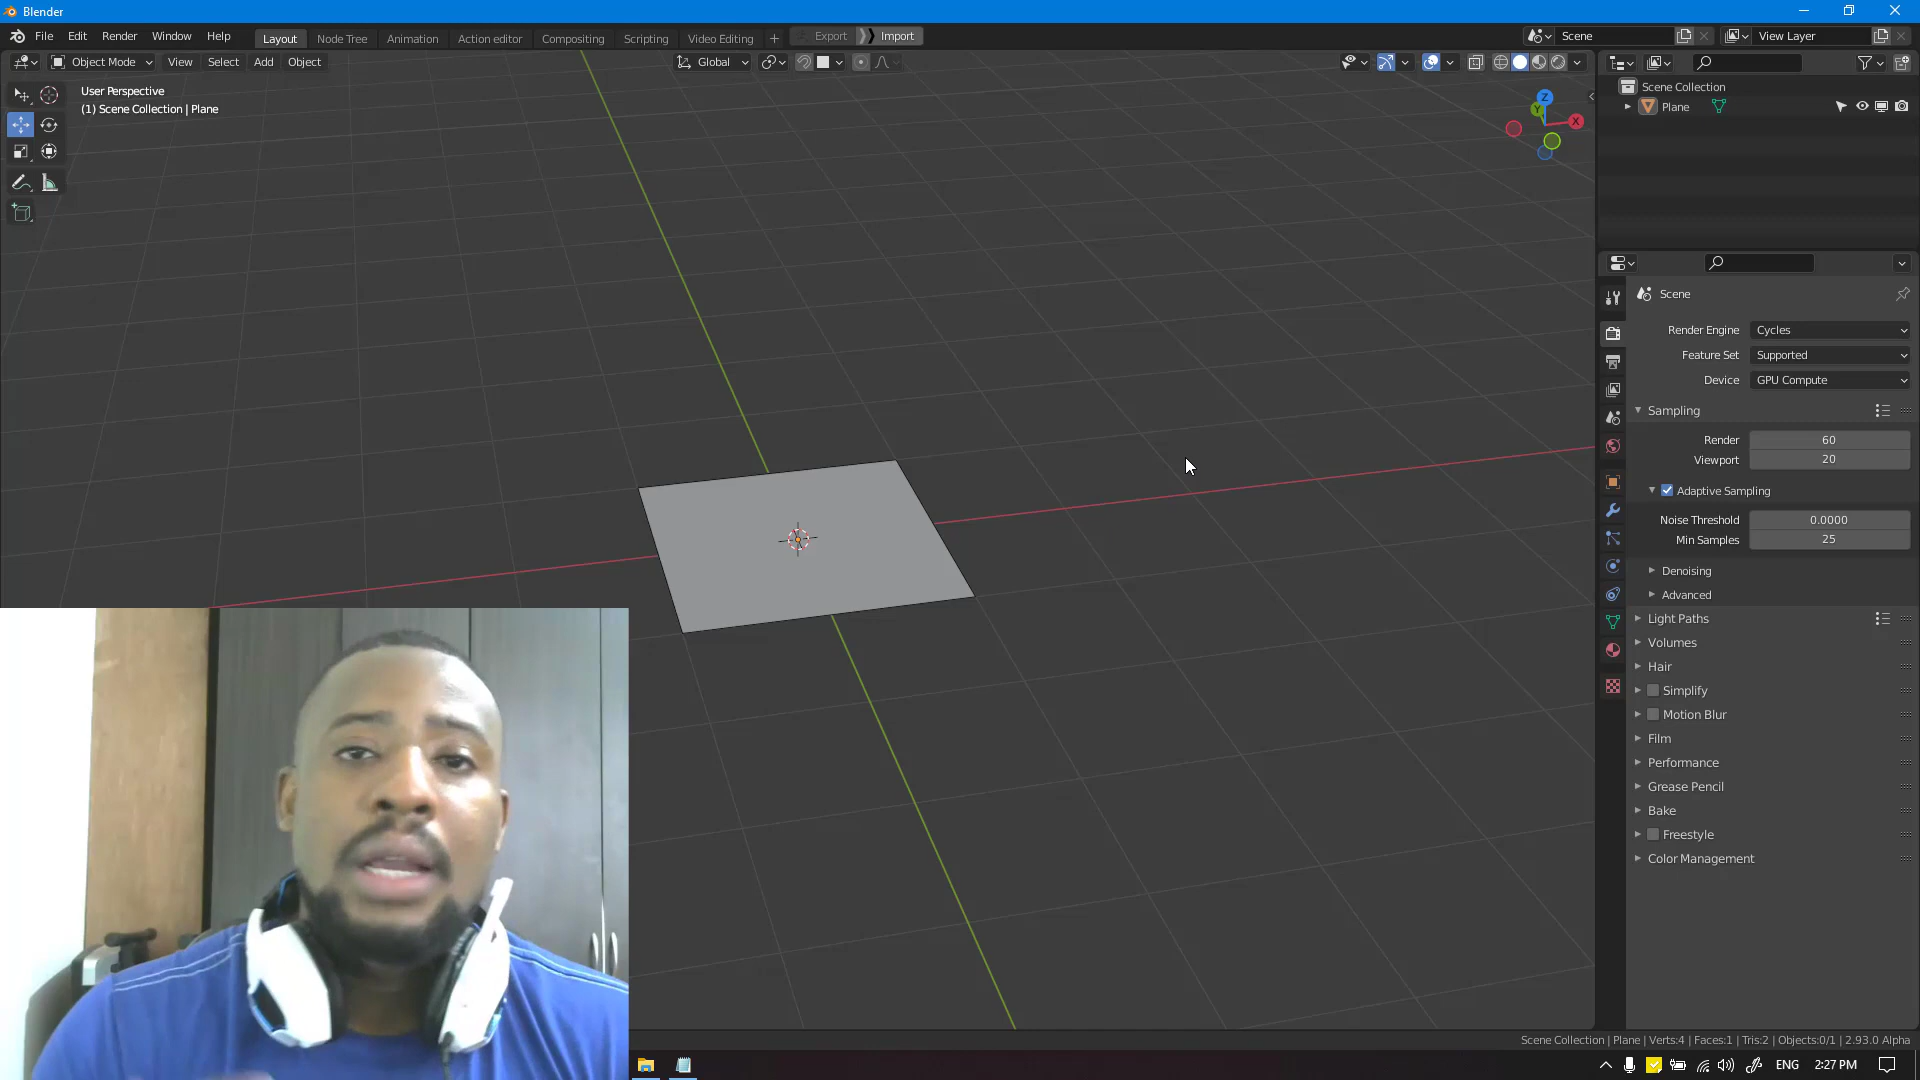 Blender
File Edit Render Window Help Layout Node Tree Animation Action editor Compositing Scripting Video Editing + Export Import Scene View Layer
Object Mode View Select Add Object Global
User Perspective
(1) Scene Collection | Plane
Z
Y
X
Scene Collection
Plane
Scene
Render Engine Cycles
Feature Set Supported
Device GPU Compute
Sampling
Render 60
Viewport 20
Adaptive Sampling
Noise Threshold 0.0000
Min Samples 25
Denoising
Advanced
Light Paths
Volumes
Hair
Simplify
Motion Blur
Film
Performance
Grease Pencil
Bake
Freestyle
Color Management
Scene Collection | Plane | Verts:4 | Faces:1 | Tris:2 | Objects:0/1 | 2.93.0 Alpha
ENG 2:27 PM